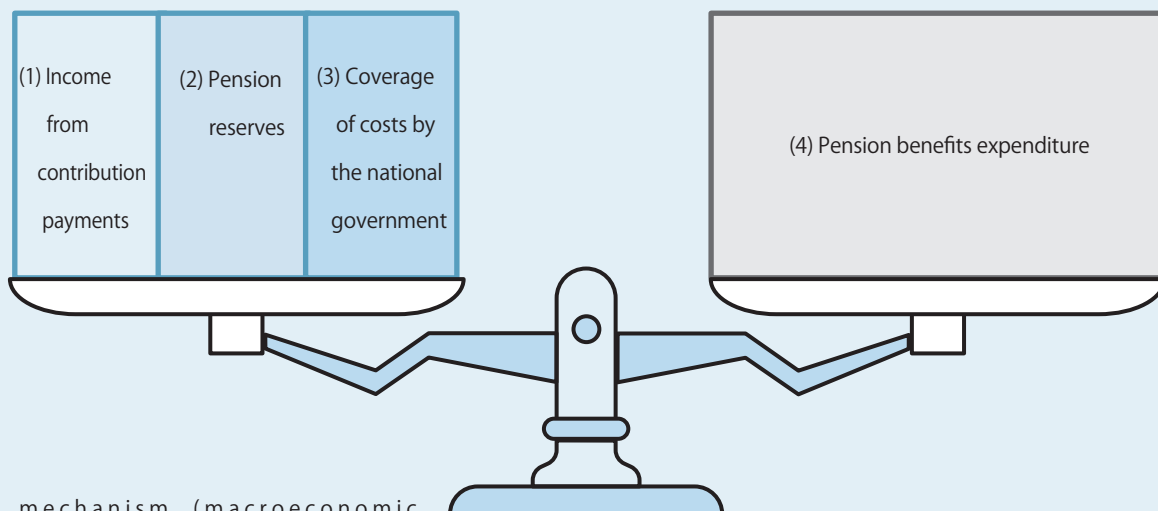 (1) Income
from
contribution
payments
(2) Pension
reserves
(3) Coverage
of costs by
the national
government
(4) Pension benefits expenditure
mechanism (macroeconomic